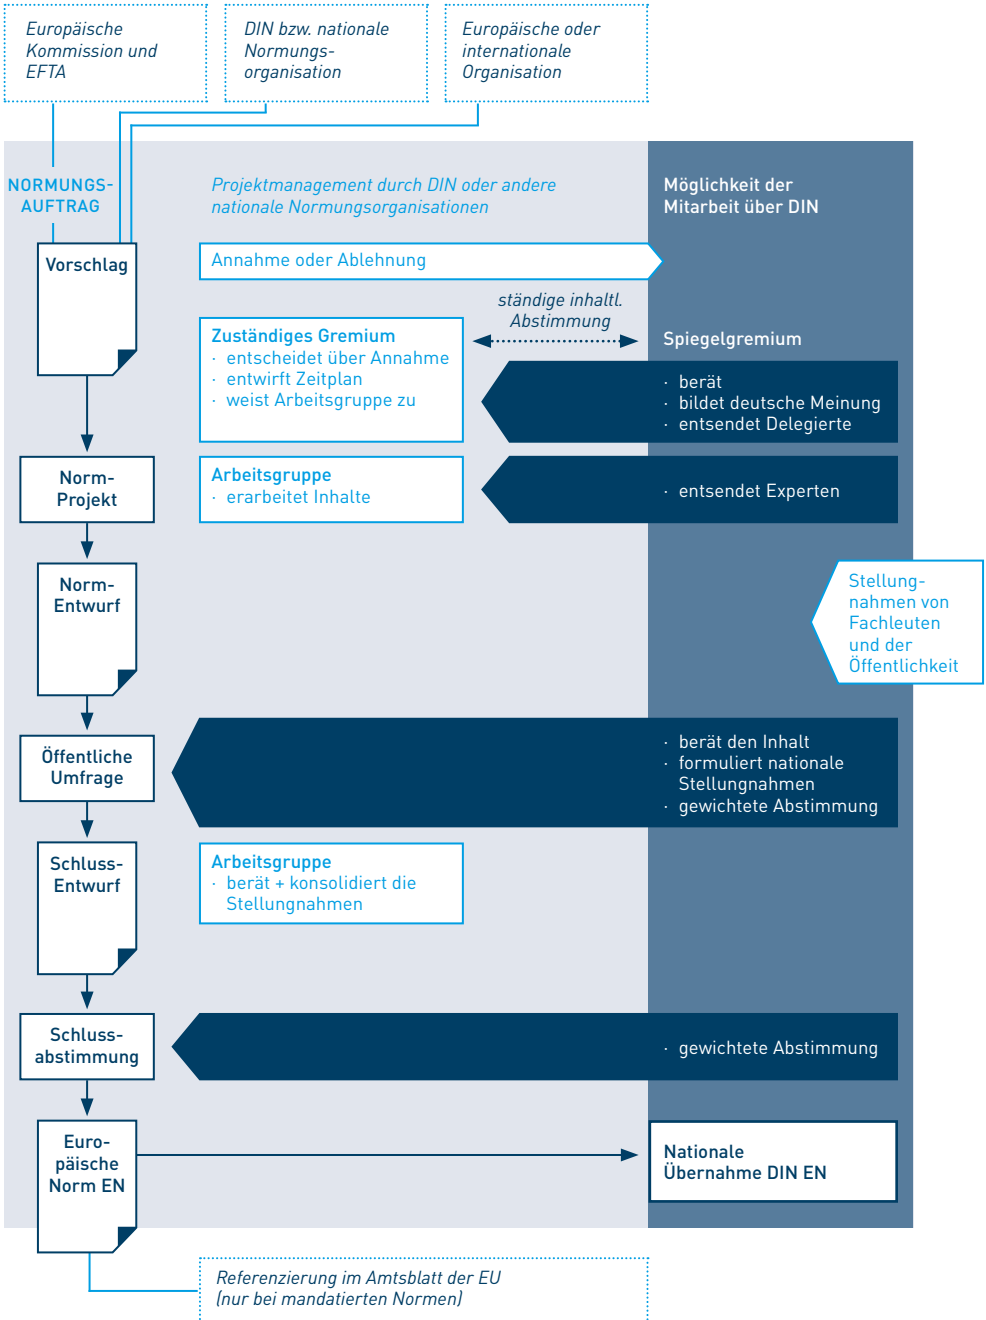 Europäische
Kommission und
EFTA
DIN bzw. nationale
Normungs-
organisation
Europäische oder
internationale
Organisation
NORMUNGS-
AUFTRAG
Projektmanagement durch DIN oder andere
nationale Normungsorganisationen
Möglichkeit der
Mitarbeit über DIN
Vorschlag
Annahme oder Ablehnung
ständige inhaltl.
Abstimmung
Zuständiges Gremium
· entscheidet über Annahme
· entwirft Zeitplan
· weist Arbeitsgruppe zu
Spiegelgremium
· berät
· bildet deutsche Meinung
· entsendet Delegierte
Norm-
Projekt
Arbeitsgruppe
· erarbeitet Inhalte
· entsendet Experten
Norm-
Entwurf
Stellung-
nahmen von
Fachleuten
und der
Öffentlichkeit
Öffentliche
Umfrage
· berät den Inhalt
· formuliert nationale
Stellungnahmen
· gewichtete Abstimmung
Schluss-
Entwurf
Arbeitsgruppe
· berät + konsolidiert die
Stellungnahmen
Schluss-
abstimmung
· gewichtete Abstimmung
Euro-
päische
Norm EN
Nationale
Übernahme DIN EN
Referenzierung im Amtsblatt der EU
(nur bei mandatierten Normen)